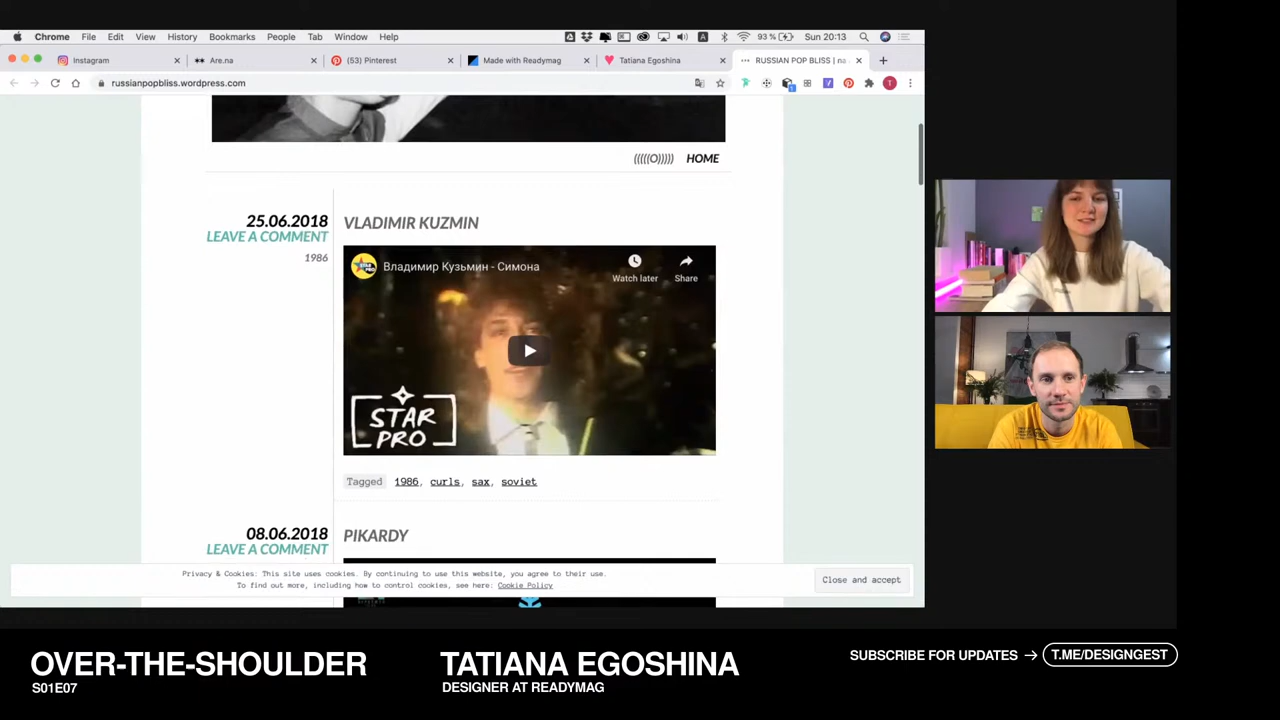 Chrome File Edit View History Bookmarks People Tab Window Help
93 % Sun 20:13
Instagram
Are.na
(53) Pinterest
Made with Readymag
Tatiana Egoshina
RUSSIAN POP BLISS | na
russianpopbliss.wordpress.com
(((((O))))) HOME
25.06.2018
LEAVE A COMMENT
1986
VLADIMIR KUZMIN
Владимир Кузьмин - Симона
Watch later
Share
STAR
PRO
Tagged 1986, curls, sax, soviet
08.06.2018
LEAVE A COMMENT
PIKARDY
Privacy & Cookies: This site uses cookies. By continuing to use this website, you agree to their use.
To find out more, including how to control cookies, see here: Cookie Policy
Close and accept
OVER-THE-SHOULDER
S01E07
TATIANA EGOSHINA
DESIGNER AT READYMAG
SUBSCRIBE FOR UPDATES → T.ME/DESIGNGEST